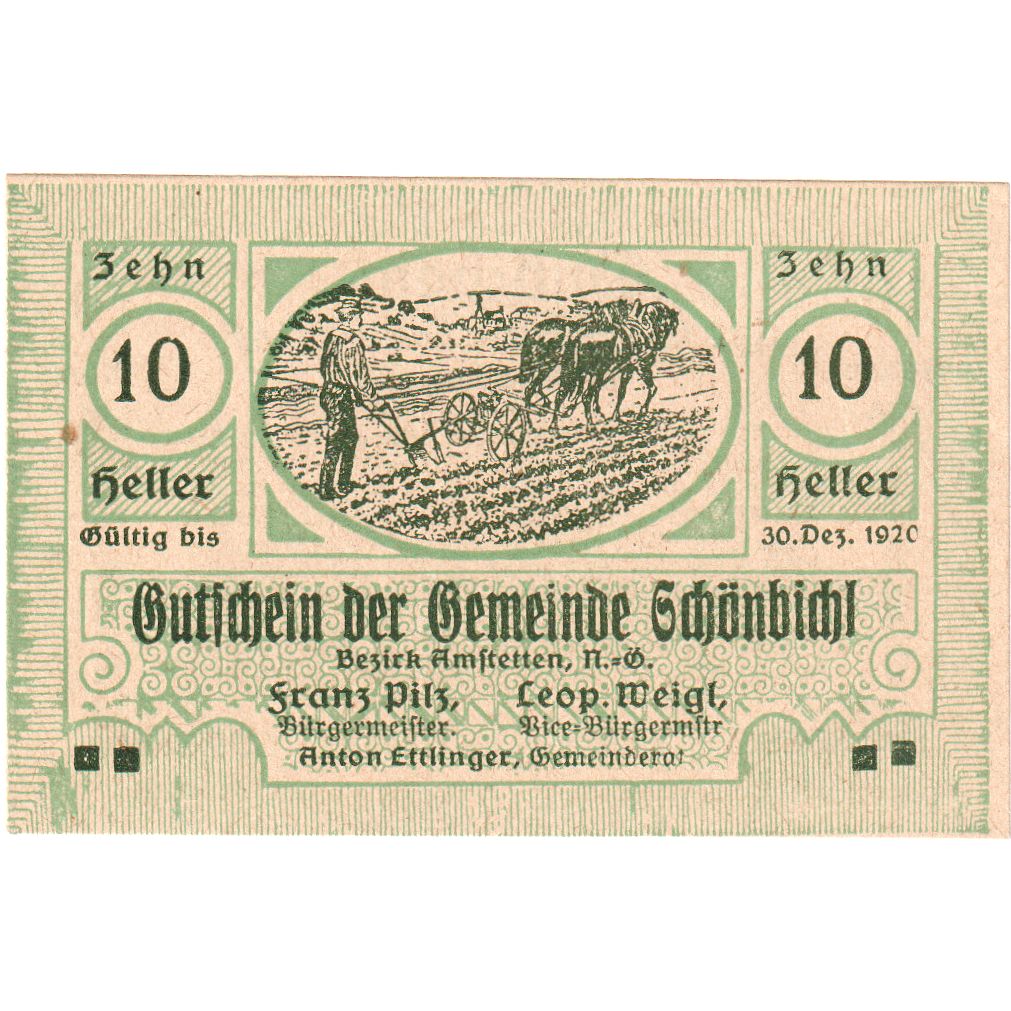 Zehn
10
Heller
Gültig bis
Zehn
10
Heller
30. Dez. 1920
Gutschein der Gemeinde Schönbichl
Bezirk Amstetten, N.-Ö.
Franz Pilz, Leop. Weigl,
Bürgermeister. Vice-Bürgermstr
Anton Ettlinger, Gemeinderat